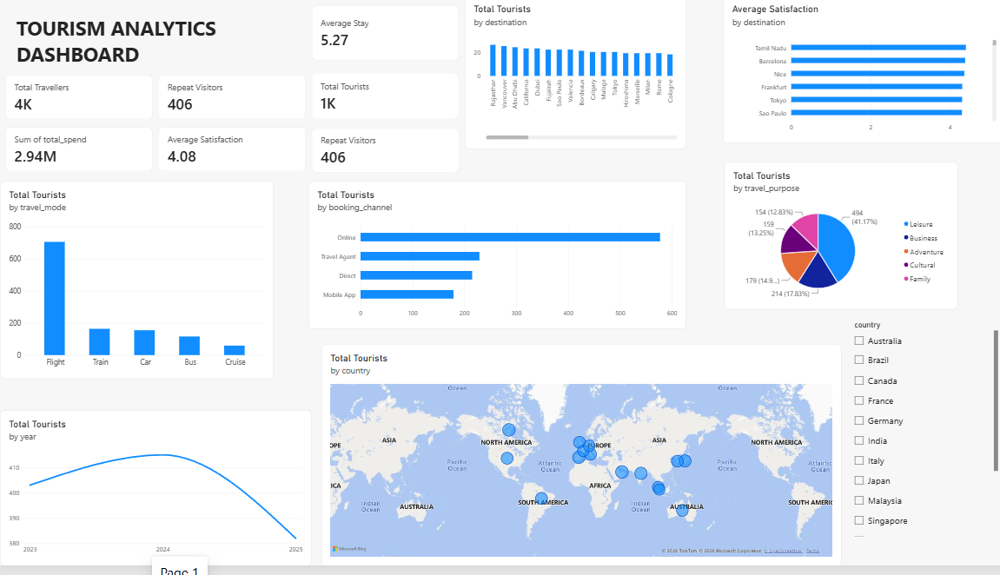 TOURISM ANALYTICS
DASHBOARD
Total Travellers
4K
Repeat Visitors
406
Sum of total_spend
2.94M
Average Satisfaction
4.08
Average Stay
5.27
Total Tourists
1K
Repeat Visitors
406
Total Tourists
by destination
20
0
Rajasthan
Vancouver
Abu Dhabi
California
Dubai
Fujairah
Sao Paulo
Valencia
Bordeaux
Calgary
Malaga
Tokyo
Hiroshima
Marseille
Milan
Rome
Cologne
Average Satisfaction
by destination
Tamil Nadu
Barcelona
Nice
Frankfurt
Tokyo
Sao Paulo
0 2 4
Total Tourists
by travel_mode
800
600
400
200
0
Flight Train Car Bus Cruise
Total Tourists
by booking_channel
Online
Travel Agent
Direct
Mobile App
0 100 200 300 400 500 600
Total Tourists
by travel_purpose
154 (12.83%)
159
(13.25%)
179 (14.9...)
214 (17.83%)
494
(41.17%)
Leisure
Business
Adventure
Cultural
Family
Total Tourists
by year
410
400
390
380
2023 2024 2025
Total Tourists
by country
Ocean Ocean
OPE ASIA NORTH AMERICA EUROPE ASIA NORTH AMERICA
Pacific
Ocean
Atlantic
Ocean
Pacific
Ocean
Atlantic
Ocean
ICA AFRICA
Indian
Ocean
AUSTRALIA
SOUTH AMERICA
Indian
Ocean
AUSTRALIA
SOUTH AMERIC
Microsoft Bing
© 2026 TomTom, © 2026 Microsoft Corporation, © OpenStreetMap Terms
country
Australia
Brazil
Canada
France
Germany
India
Italy
Japan
Malaysia
Singapore
Page 1